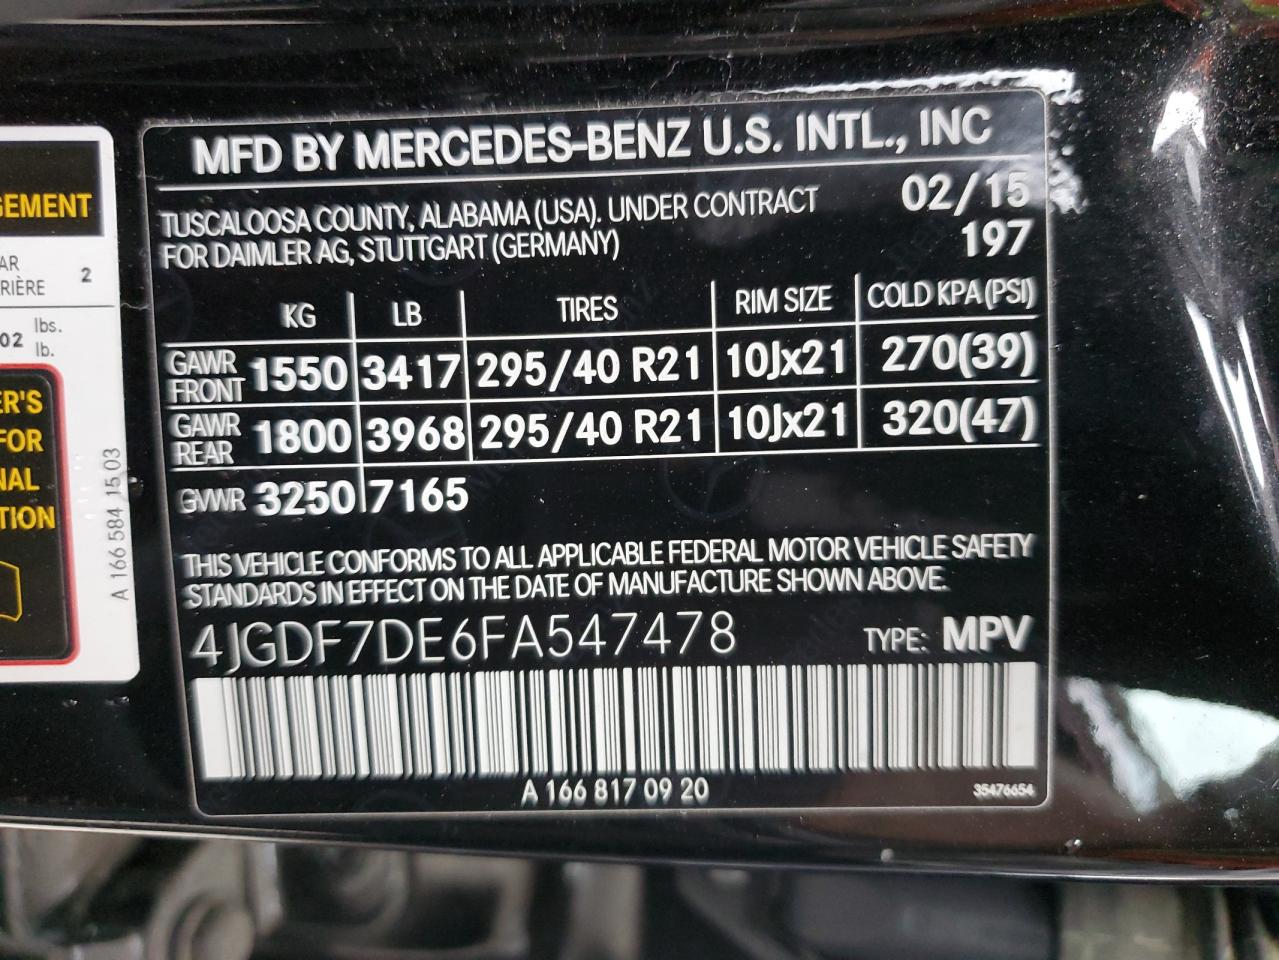 MFD BY MERCEDES-BENZ U.S. INTL., INC
TUSCALOOSA COUNTY, ALABAMA (USA). UNDER CONTRACT 02/15
FOR DAIMLER AG, STUTTGART (GERMANY) 197
KG LB TIRES RIM SIZE COLD KPA (PSI)
GAWR FRONT 1550 3417 295/40 R21 10Jx21 270(39)
GAWR REAR 1800 3968 295/40 R21 10Jx21 320(47)
GVWR 3250 7165
THIS VEHICLE CONFORMS TO ALL APPLICABLE FEDERAL MOTOR VEHICLE SAFETY
STANDARDS IN EFFECT ON THE DATE OF MANUFACTURE SHOWN ABOVE.
4JGDF7DE6FA547478 TYPE: MPV
A 166 817 09 20 35476654
GEMENT
AR
RIÈRE 2
02 lbs.
lb.
ER'S
FOR
NAL
TION
A 166 584 15 03